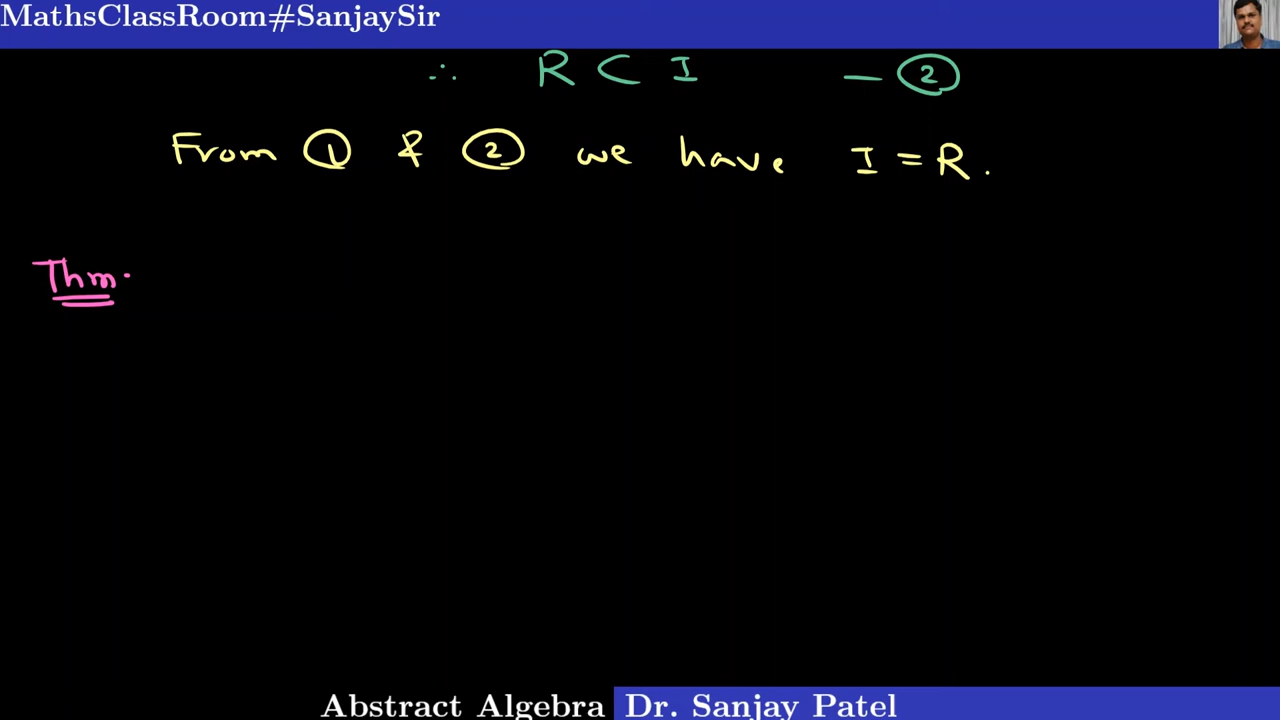 MathsClassRoom#SanjaySir
∴ R ⊂ I — ②
From ① & ② we have I = R.
Thm.
Abstract Algebra Dr. Sanjay Patel